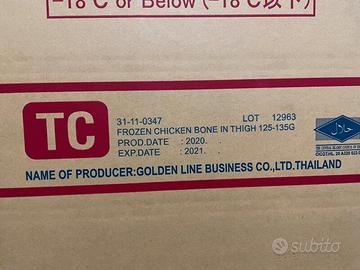 -18°C or Below (-18°C以下)
TC
31-11-0347 LOT 12963
FROZEN CHICKEN BONE IN THIGH 125-135G
PROD.DATE : 2020.
EXP.DATE : 2021.
حلال
NAME OF PRODUCER:GOLDEN LINE BUSINESS CO.,LTD.THAILAND
subito